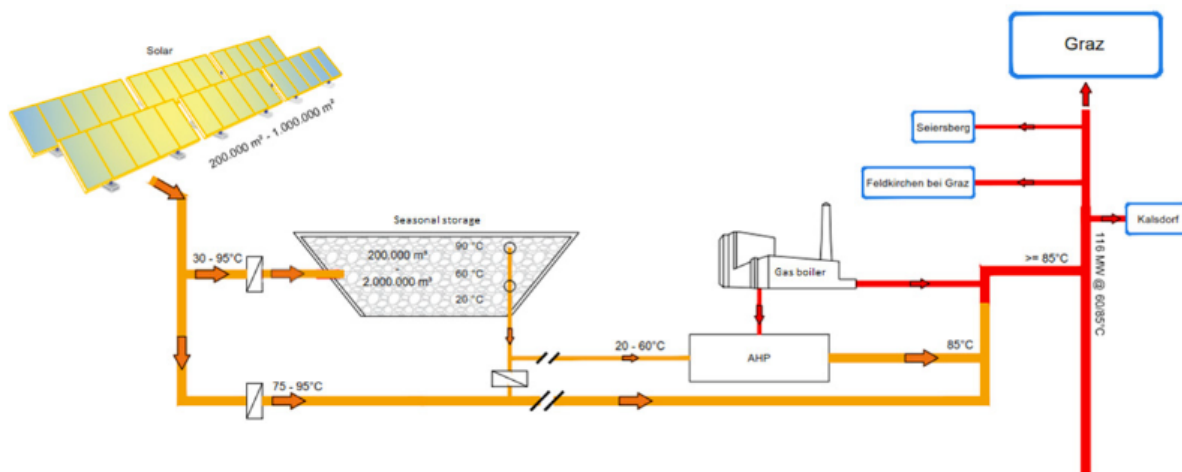 Solar
200.000 m² - 1.000.000 m²
Graz
Seiersberg
Feldkirchen bei Graz
Kalsdorf
Seasonal storage
200.000 m³
-
2.000.000 m³
90 °C
60 °C
20 °C
30 - 95°C
Gas boiler
>= 85°C
116 MW @ 60/85°C
20 - 60°C
AHP
85°C
75 - 95°C